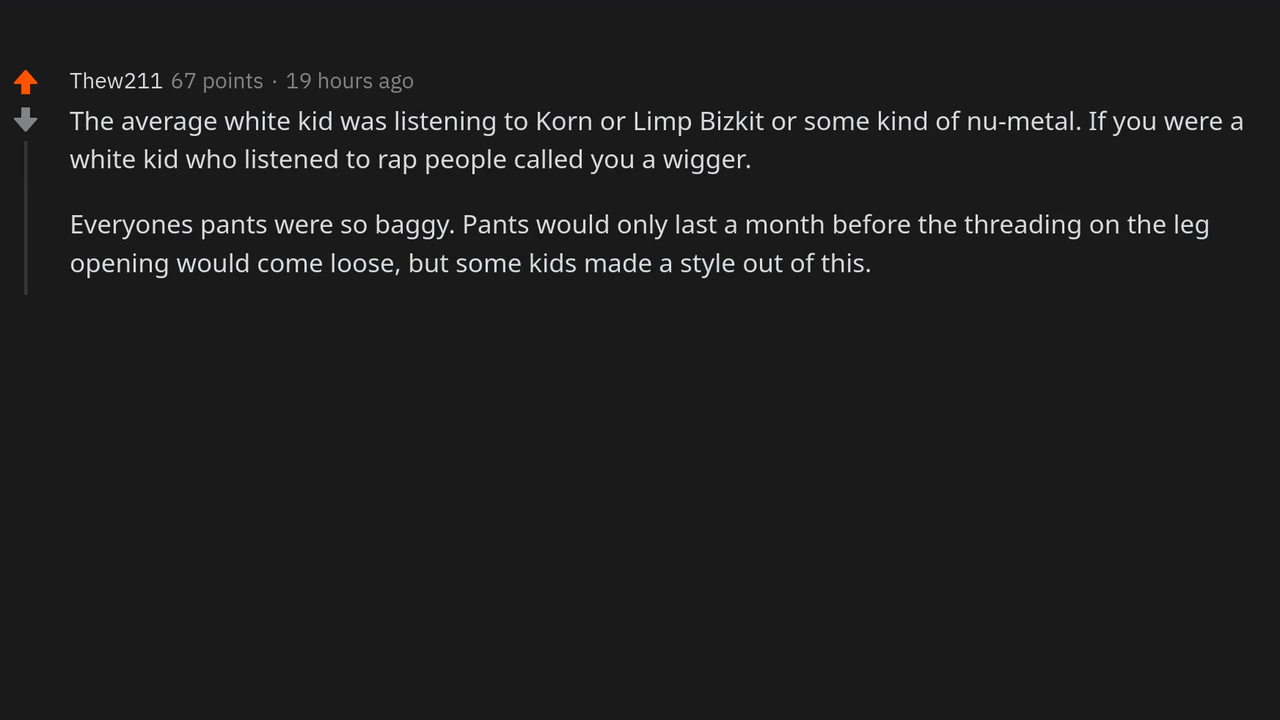 Thew211 67 points · 19 hours ago
The average white kid was listening to Korn or Limp Bizkit or some kind of nu-metal. If you were a
white kid who listened to rap people called you a wigger.
Everyones pants were so baggy. Pants would only last a month before the threading on the leg
opening would come loose, but some kids made a style out of this.